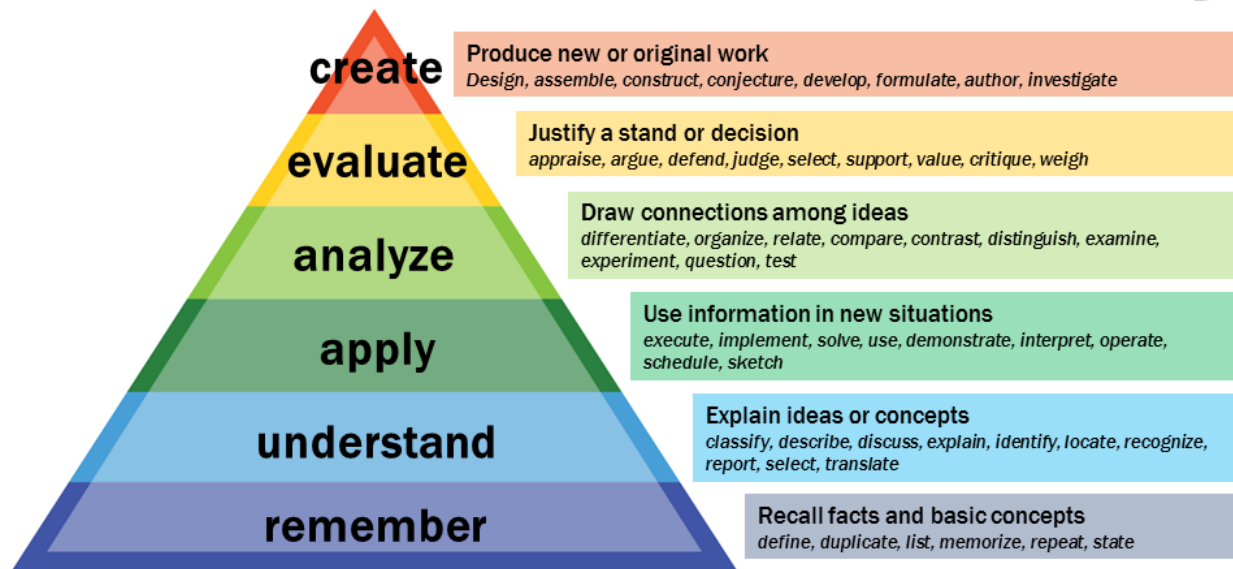 create
Produce new or original work
Design, assemble, construct, conjecture, develop, formulate, author, investigate
evaluate
Justify a stand or decision
appraise, argue, defend, judge, select, support, value, critique, weigh
analyze
Draw connections among ideas
differentiate, organize, relate, compare, contrast, distinguish, examine,
experiment, question, test
apply
Use information in new situations
execute, implement, solve, use, demonstrate, interpret, operate,
schedule, sketch
understand
Explain ideas or concepts
classify, describe, discuss, explain, identify, locate, recognize,
report, select, translate
remember
Recall facts and basic concepts
define, duplicate, list, memorize, repeat, state